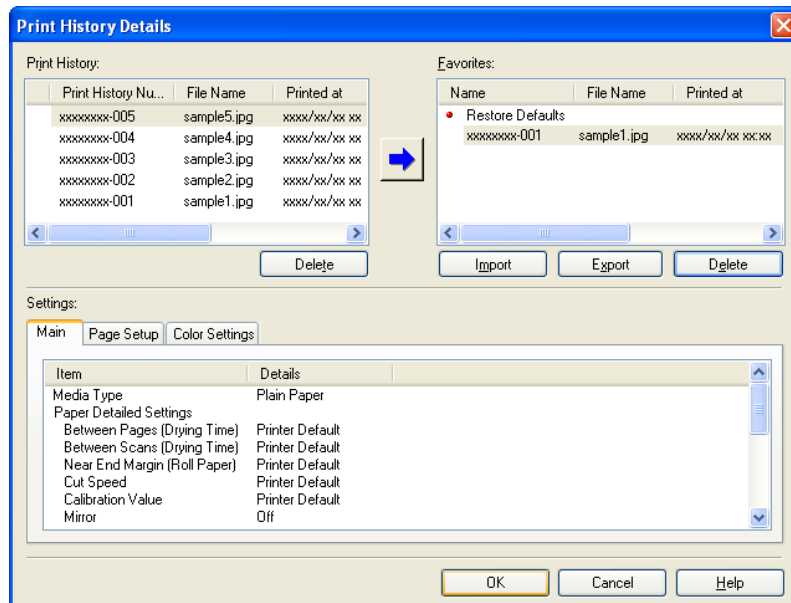 Print History Details
Print History:
Print History Nu... File Name Printed at
xxxxxxxx-005 sample5.jpg xxxx/xx/xx xx
xxxxxxxx-004 sample4.jpg xxxx/xx/xx xx
xxxxxxxx-003 sample3.jpg xxxx/xx/xx xx
xxxxxxxx-002 sample2.jpg xxxx/xx/xx xx
xxxxxxxx-001 sample1.jpg xxxx/xx/xx xx
Delete
Favorites:
Name File Name Printed at
Restore Defaults
xxxxxxxx-001 sample1.jpg xxxx/xx/xx xx:xx
Import Export Delete
Settings:
Main Page Setup Color Settings
Item Details
Media Type Plain Paper
Paper Detailed Settings
Between Pages (Drying Time) Printer Default
Between Scans (Drying Time) Printer Default
Near End Margin (Roll Paper) Printer Default
Cut Speed Printer Default
Calibration Value Printer Default
Mirror Off
OK Cancel Help